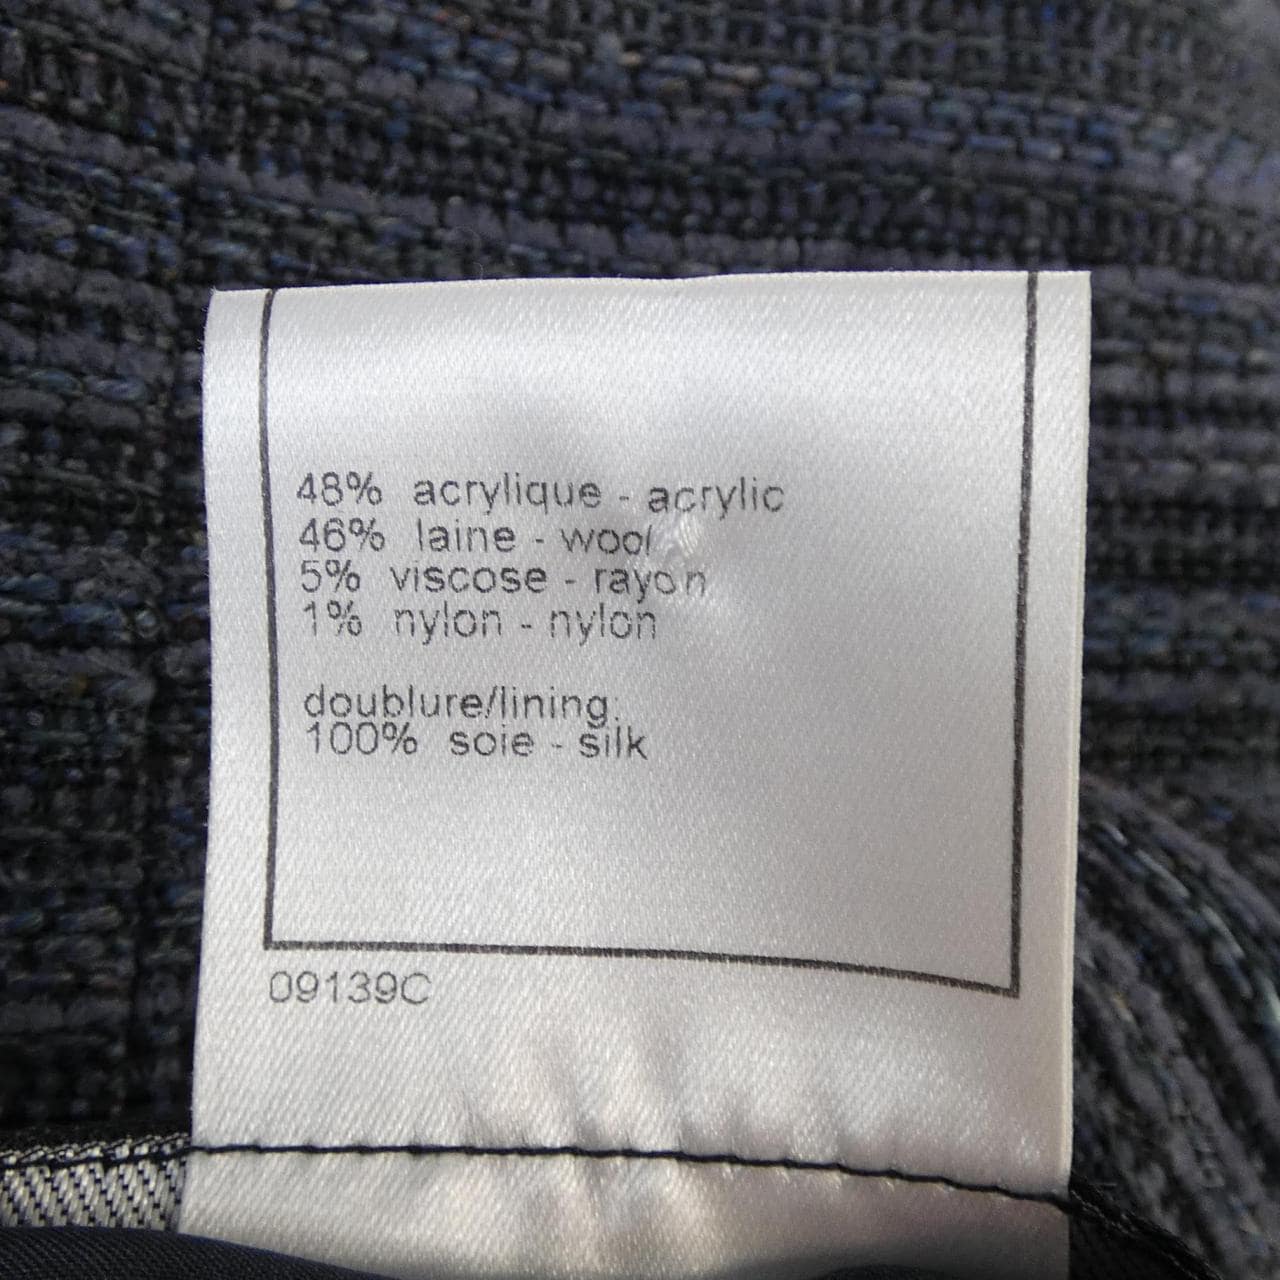 48% acrylique - acrylic
46% laine - wool
5% viscose - rayon
1% nylon - nylon
doublure/lining:
100% soie - silk
09139C